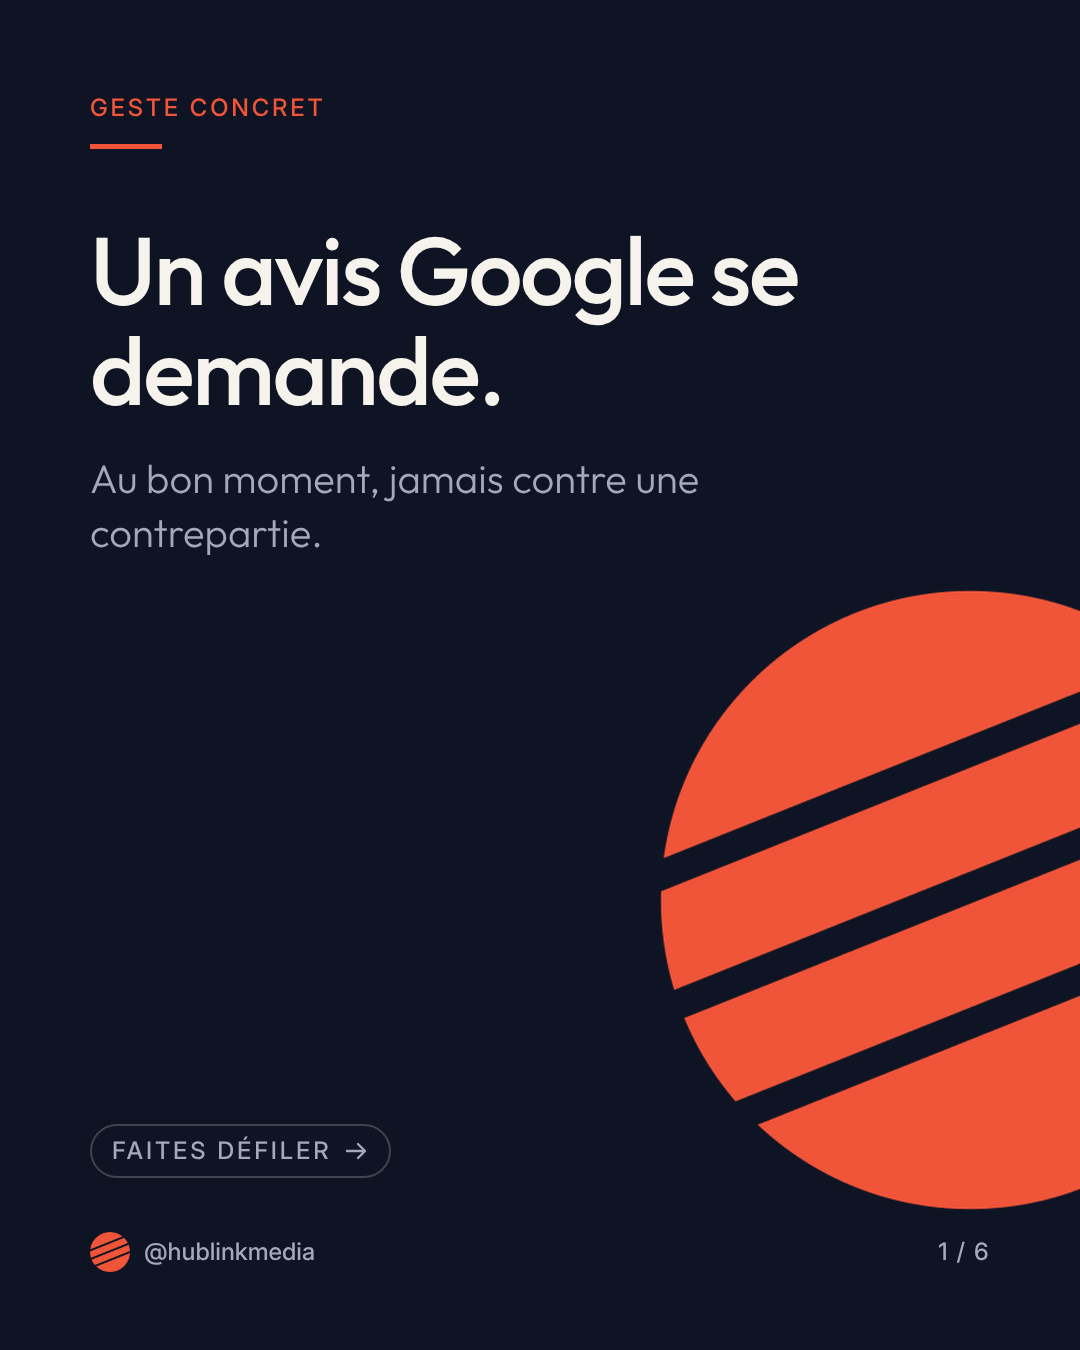 GESTE CONCRET
Un avis Google se
demande.
Au bon moment, jamais contre une
contrepartie.
FAITES DÉFILER →
@hublinkmedia
1 / 6